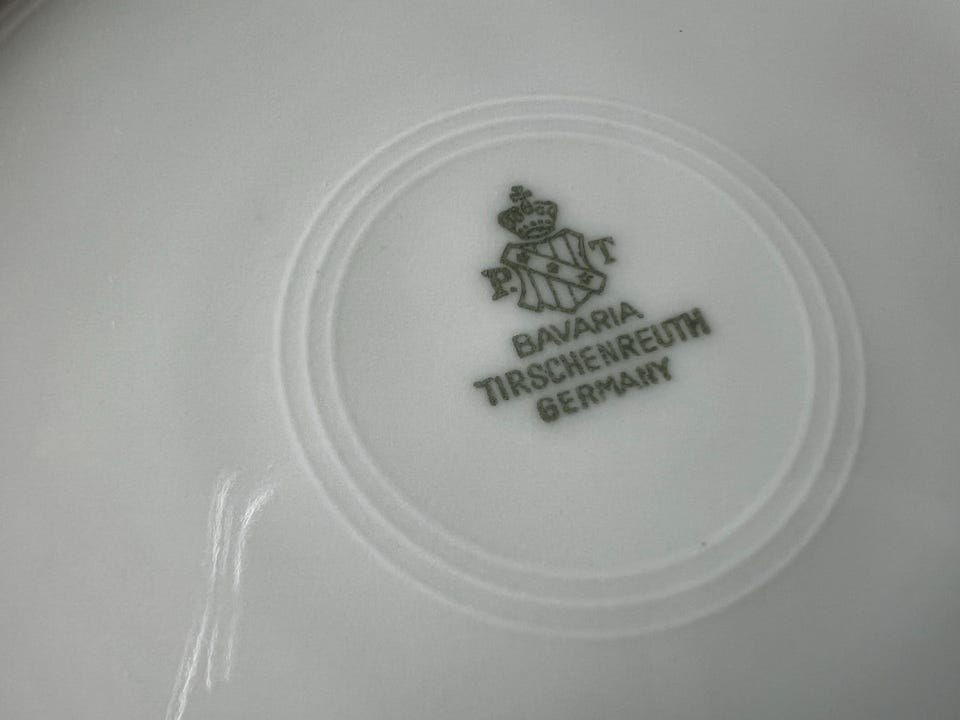 P. T
BAVARIA
TIRSCHENREUTH
GERMANY